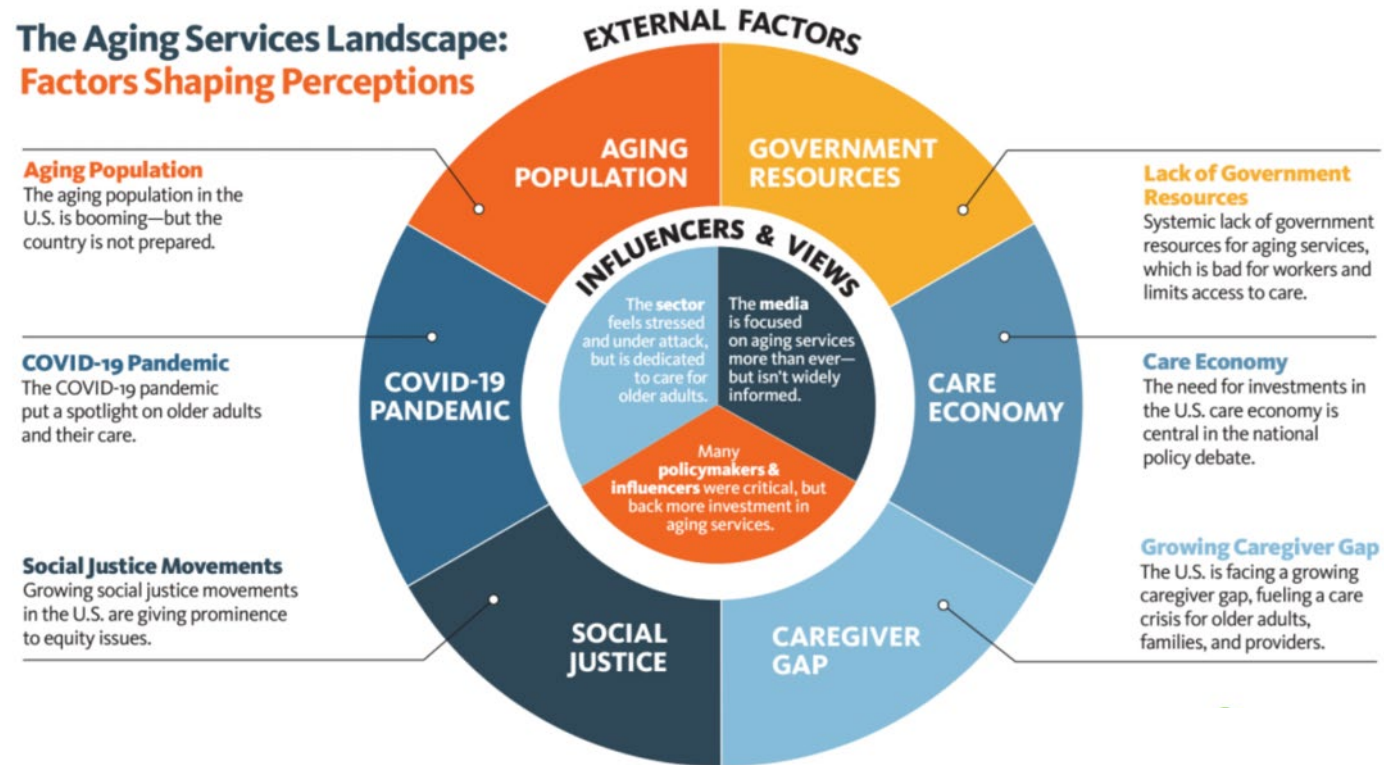 The Aging Services Landscape:
Factors Shaping Perceptions
EXTERNAL FACTORS
AGING
POPULATION
GOVERNMENT
RESOURCES
CARE
ECONOMY
CAREGIVER
GAP
SOCIAL
JUSTICE
COVID-19
PANDEMIC
INFLUENCERS & VIEWS
The sector
feels stressed
and under attack,
but is dedicated
to care for
older adults.
The media
is focused
on aging services
more than ever—
but isn't widely
informed.
Many
policymakers &
influencers were critical, but
back more investment in
aging services.
Aging Population
The aging population in the
U.S. is booming—but the
country is not prepared.
COVID-19 Pandemic
The COVID-19 pandemic
put a spotlight on older adults
and their care.
Social Justice Movements
Growing social justice movements
in the U.S. are giving prominence
to equity issues.
Lack of Government
Resources
Systemic lack of government
resources for aging services,
which is bad for workers and
limits access to care.
Care Economy
The need for investments in
the U.S. care economy is
central in the national
policy debate.
Growing Caregiver Gap
The U.S. is facing a growing
caregiver gap, fueling a care
crisis for older adults,
families, and providers.